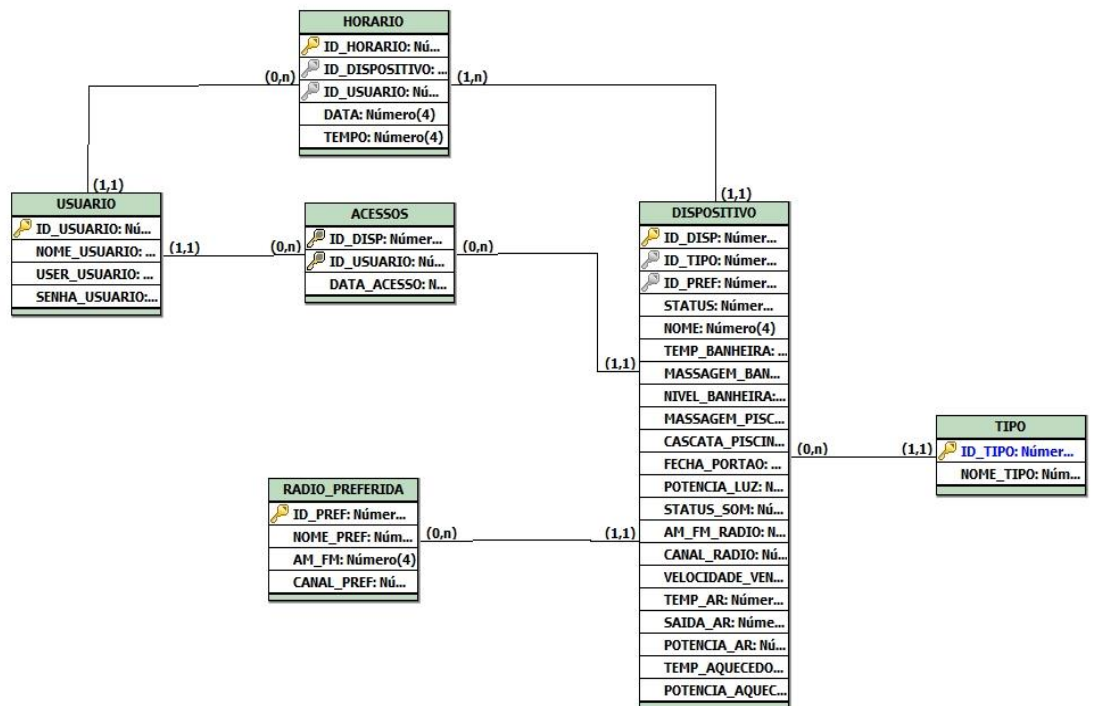 HORARIO
ID_HORARIO: Nú...
ID_DISPOSITIVO: ...
ID_USUARIO: Nú...
DATA: Número(4)
TEMPO: Número(4)
(0,n)
(1,n)
(1,1)
(1,1)
USUARIO
ID_USUARIO: Nú...
NOME_USUARIO: ...
USER_USUARIO: ...
SENHA_USUARIO:...
(1,1)
(0,n)
ACESSOS
ID_DISP: Númer...
ID_USUARIO: Nú...
DATA_ACESSO: N...
(0,n)
(1,1)
DISPOSITIVO
ID_DISP: Númer...
ID_TIPO: Númer...
ID_PREF: Númer...
STATUS: Númer...
NOME: Número(4)
TEMP_BANHEIRA: ...
MASSAGEM_BAN...
NIVEL_BANHEIRA:...
MASSAGEM_PISC...
CASCATA_PISCIN...
FECHA_PORTAO: ...
POTENCIA_LUZ: N...
STATUS_SOM: Nú...
AM_FM_RADIO: N...
CANAL_RADIO: Nú...
VELOCIDADE_VEN...
TEMP_AR: Númer...
SAIDA_AR: Núme...
POTENCIA_AR: Nú...
TEMP_AQUECEDO...
POTENCIA_AQUEC...
(0,n)
(1,1)
TIPO
ID_TIPO: Númer...
NOME_TIPO: Núm...
RADIO_PREFERIDA
ID_PREF: Númer...
NOME_PREF: Núm...
AM_FM: Número(4)
CANAL_PREF: Nú...
(0,n)
(1,1)